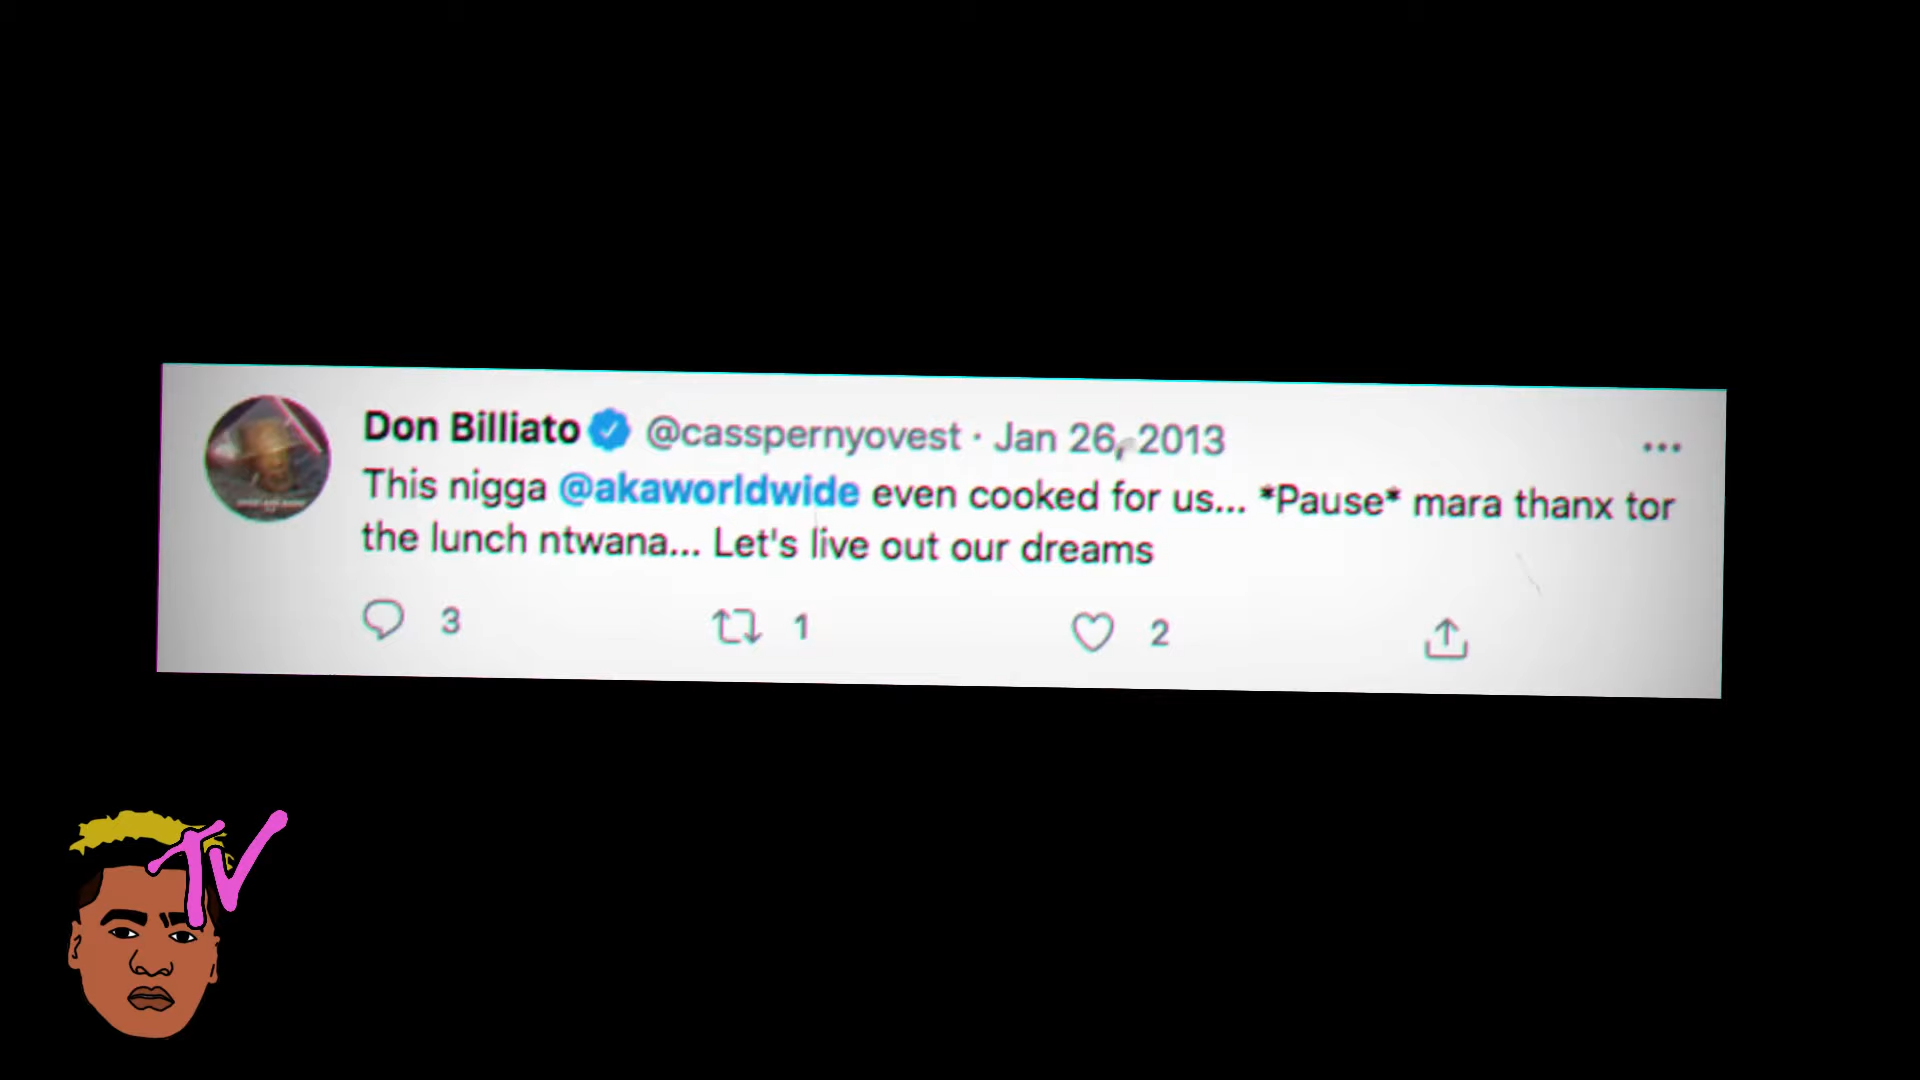 Don Billiato @casspernyovest · Jan 26, 2013
This nigga @akaworldwide even cooked for us... *Pause* mara thanx tor
the lunch ntwana... Let's live out our dreams
3 1 2
TV